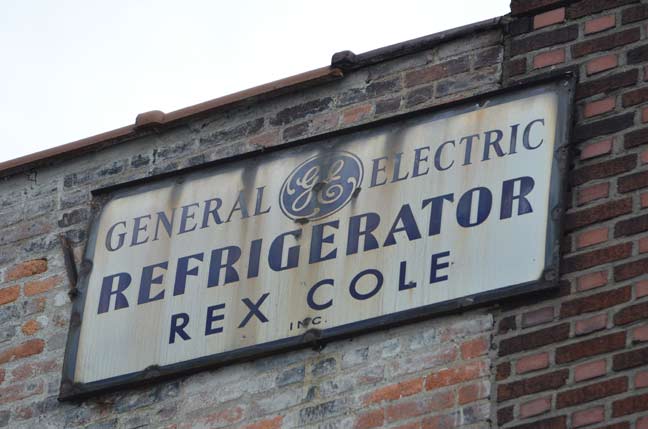 GENERAL GE ELECTRIC
REFRIGERATOR
REX COLE
INC.